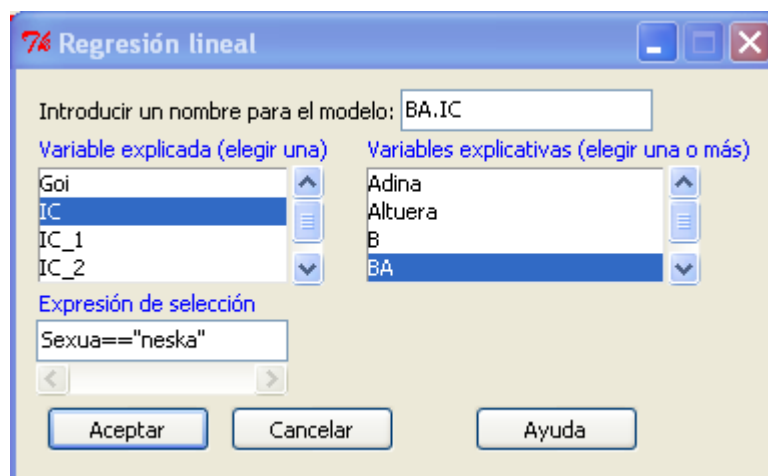 Regresión lineal
Introducir un nombre para el modelo: BA.IC
Variable explicada (elegir una)
Goi
IC
IC_1
IC_2
Variables explicativas (elegir una o más)
Adina
Altuera
B
BA
Expresión de selección
Sexua=="neska"
Aceptar Cancelar Ayuda